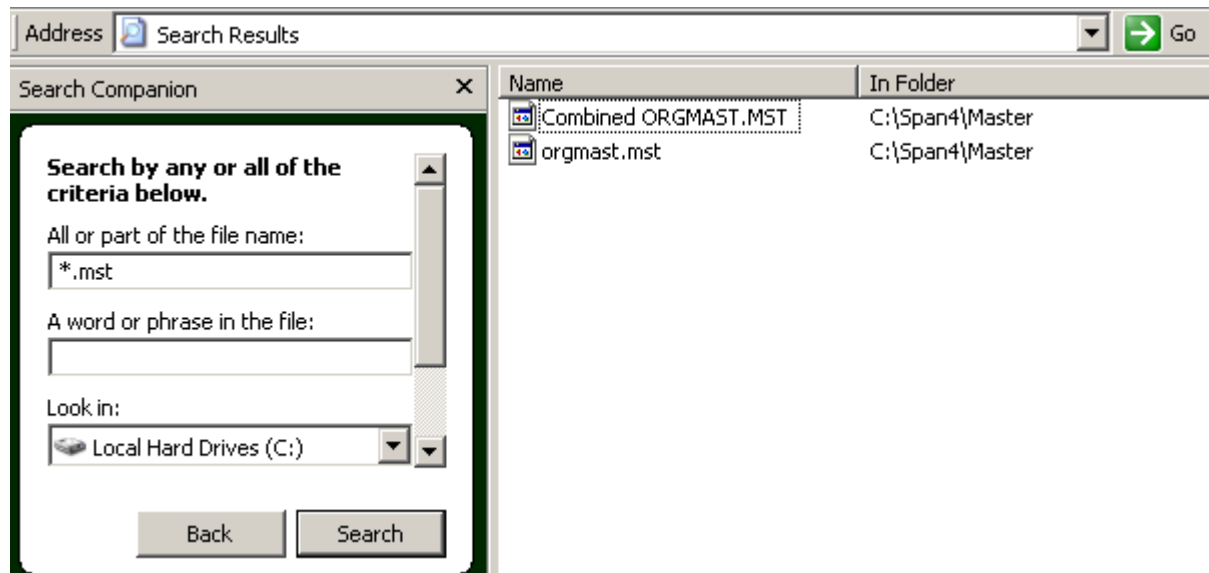 Address Search Results Go
Search Companion
Search by any or all of the
criteria below.
All or part of the file name:
*.mst
A word or phrase in the file:
Look in:
Local Hard Drives (C:)
Back Search
Name In Folder
Combined ORGMAST.MST C:\Span4\Master
orgmast.mst C:\Span4\Master